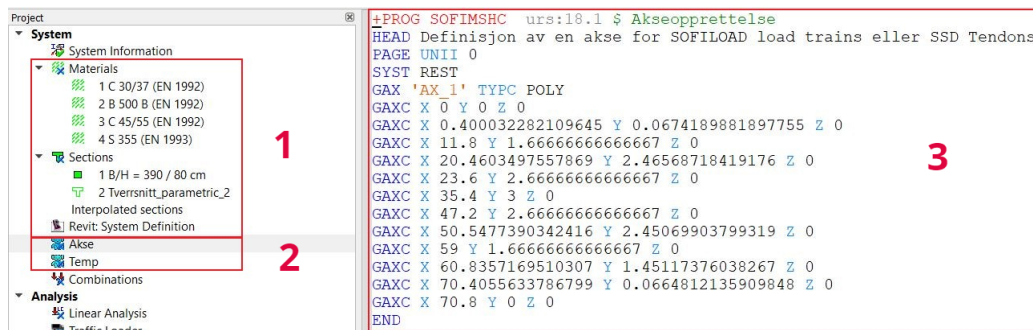 Project
System
System Information
Materials
1 C 30/37 (EN 1992)
2 B 500 B (EN 1992)
3 C 45/55 (EN 1992)
4 S 355 (EN 1993)
Sections
1 B/H = 390 / 80 cm
2 Tverrsnitt_parametric_2
Interpolated sections
Revit: System Definition
Akse
Temp
Combinations
Analysis
Linear Analysis
Traffic Loader
1
2
+PROG SOFIMSHC urs:18.1 $ Akseopprettelse
HEAD Definisjon av en akse for SOFILOAD load trains eller SSD Tendons
PAGE UNII 0
SYST REST
GAX 'AX_1' TYPC POLY
GAXC X 0 Y 0 Z 0
GAXC X 0.400032282109645 Y 0.0674189881897755 Z 0
GAXC X 11.8 Y 1.66666666666667 Z 0
GAXC X 20.4603497557869 Y 2.46568718419176 Z 0
GAXC X 23.6 Y 2.66666666666667 Z 0
GAXC X 35.4 Y 3 Z 0
GAXC X 47.2 Y 2.66666666666667 Z 0
GAXC X 50.5477390342416 Y 2.45069903799319 Z 0
GAXC X 59 Y 1.66666666666667 Z 0
GAXC X 60.8357169510307 Y 1.45117376038267 Z 0
GAXC X 70.4055633786799 Y 0.0664812135909848 Z 0
GAXC X 70.8 Y 0 Z 0
END
3